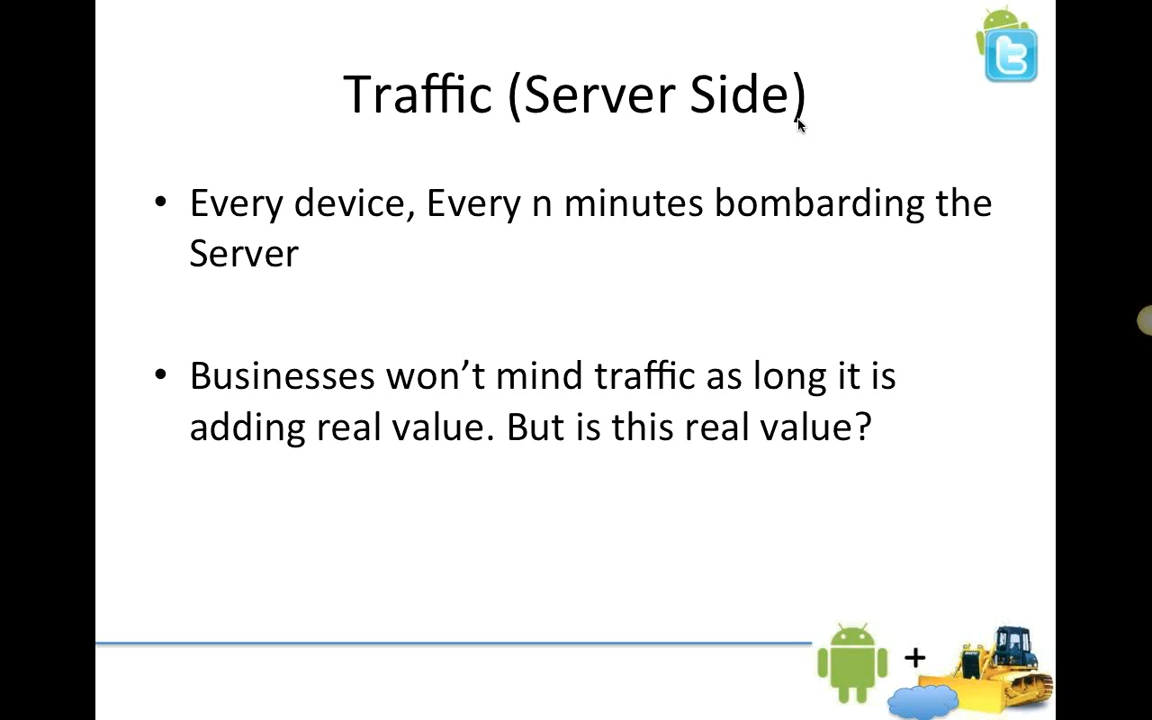 Traffic (Server Side)
• Every device, Every n minutes bombarding the
Server
• Businesses won’t mind traffic as long it is
adding real value. But is this real value?
t
+